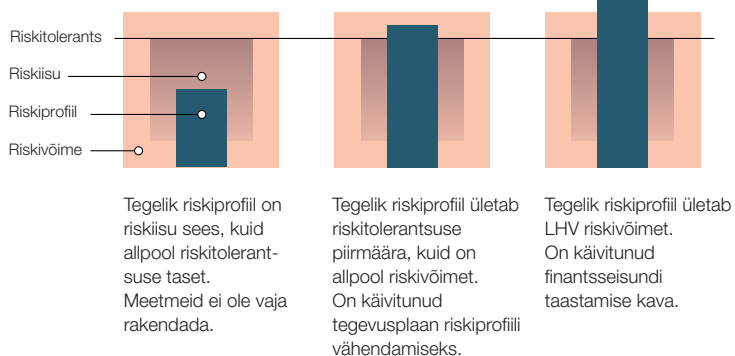 Riskitolerants
Riskiisu
Riskiprofiil
Riskivõime
Tegelik riskiprofiil on
riskiisu sees, kuid
allpool riskitolerant-
suse taset.
Meetmeid ei ole vaja
rakendada.
Tegelik riskiprofiil ületab
riskitolerantsuse
piirmäära, kuid on
allpool riskivõimet.
On käivitunud
tegevusplaan riskiprofiili
vähendamiseks.
Tegelik riskiprofiil ületab
LHV riskivõimet.
On käivitunud
finantsseisundi
taastamise kava.